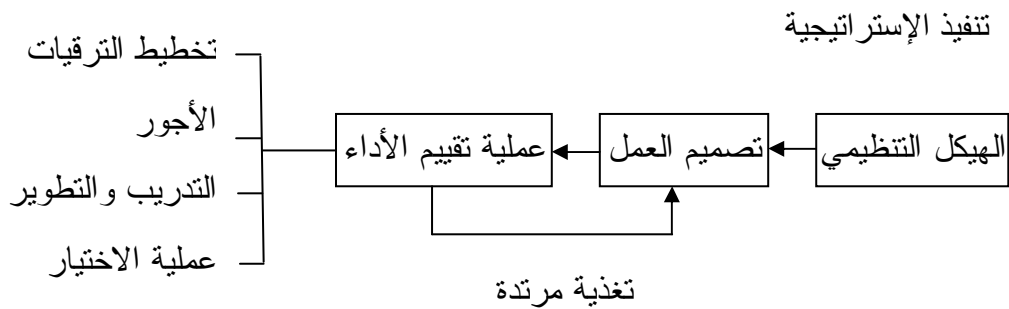 تنفيذ الإستراتيجية
الهيكل التنظيمي
تصميم العمل
عملية تقييم الأداء
تخطيط الترقيات
الأجور
التدريب والتطوير
عملية الاختيار
تغذية مرتدة